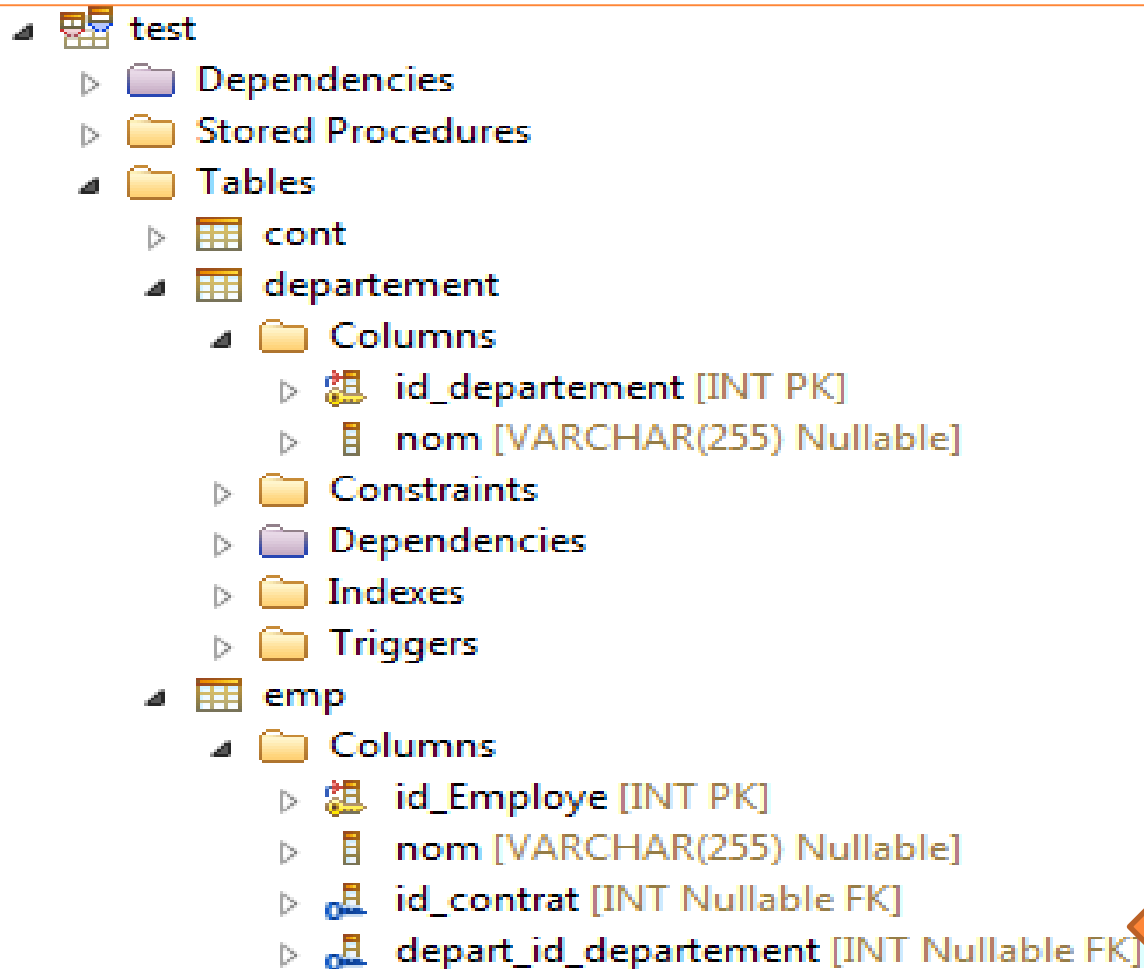 test
Dependencies
Stored Procedures
Tables
cont
departement
Columns
id_departement [INT PK]
nom [VARCHAR(255) Nullable]
Constraints
Dependencies
Indexes
Triggers
emp
Columns
id_Employe [INT PK]
nom [VARCHAR(255) Nullable]
id_contrat [INT Nullable FK]
depart_id_departement [INT Nullable FK]